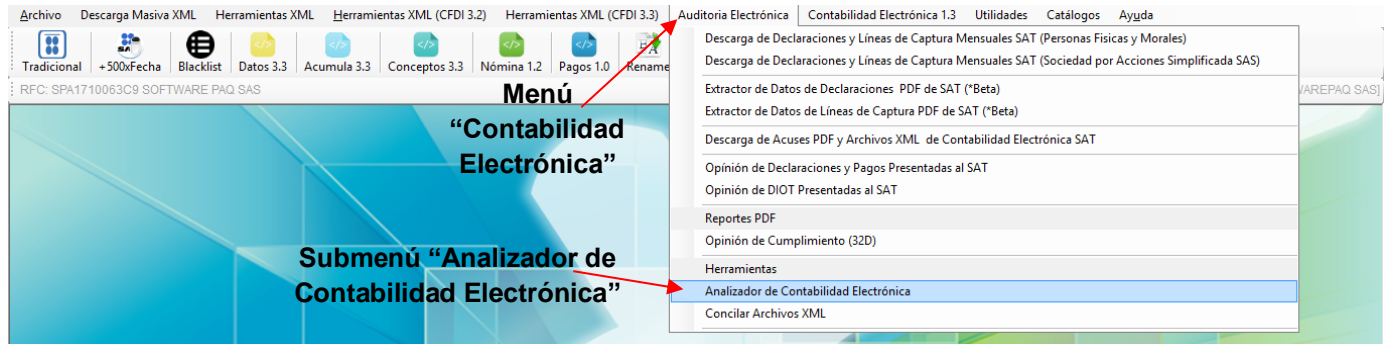 Archivo Descarga Masiva XML Herramientas XML Herramientas XML (CFDI 3.2) Herramientas XML (CFDI 3.3) Auditoria Electrónica Contabilidad Electrónica 1.3 Utilidades Catálogos Ayuda
Tradicional +500xFecha Blacklist Datos 3.3 Acumula 3.3 Conceptos 3.3 Nómina 1.2 Pagos 1.0 Rename
RFC: SPA1710063C9 SOFTWARE PAQ SAS
AREPAQ SAS]
Menú
“Contabilidad
Electrónica”
Submenú “Analizador de
Contabilidad Electrónica”
Descarga de Declaraciones y Líneas de Captura Mensuales SAT (Personas Fisicas y Morales)
Descarga de Declaraciones y Líneas de Captura Mensuales SAT (Sociedad por Acciones Simplificada SAS)
Extractor de Datos de Declaraciones PDF de SAT (*Beta)
Extractor de Datos de Líneas de Captura PDF de SAT (*Beta)
Descarga de Acuses PDF y Archivos XML de Contabilidad Electrónica SAT
Opínión de Declaraciones y Pagos Presentadas al SAT
Opinión de DIOT Presentadas al SAT
Reportes PDF
Opinión de Cumplimiento (32D)
Herramientas
Analizador de Contabilidad Electrónica
Concilar Archivos XML